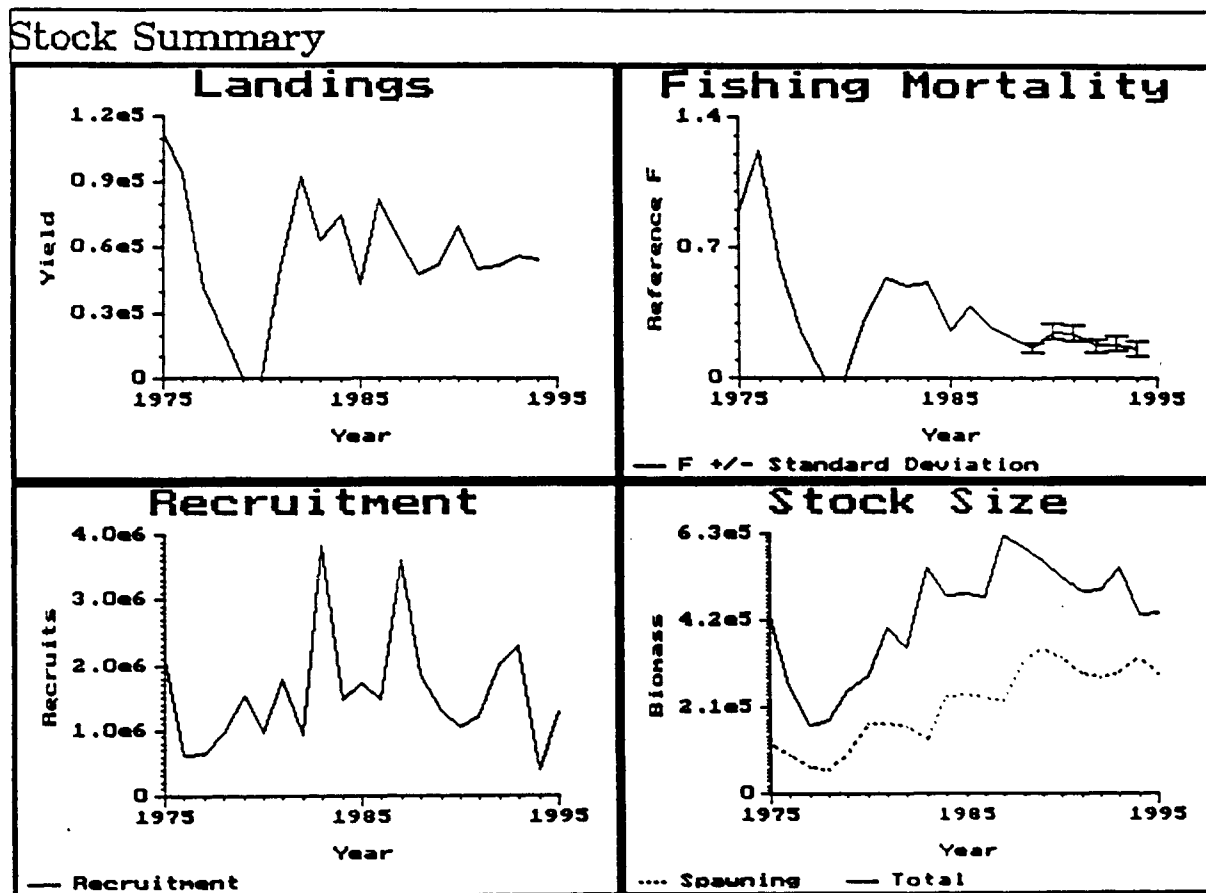 Stock Summary
Landings
1.2e5
0.9e5
0.6e5
0.3e5
0
Yield
1975 1985 1995
Year
Fishing Mortality
1.4
0.7
0
Reference F
1975 1985 1995
Year
— F +/- Standard Deviation
Recruitment
4.0e6
3.0e6
2.0e6
1.0e6
0
Recruits
1975 1985 1995
Year
— Recruitment
Stock Size
6.3e5
4.2e5
2.1e5
0
Biomass
1975 1985 1995
Year
.... Spawning — Total